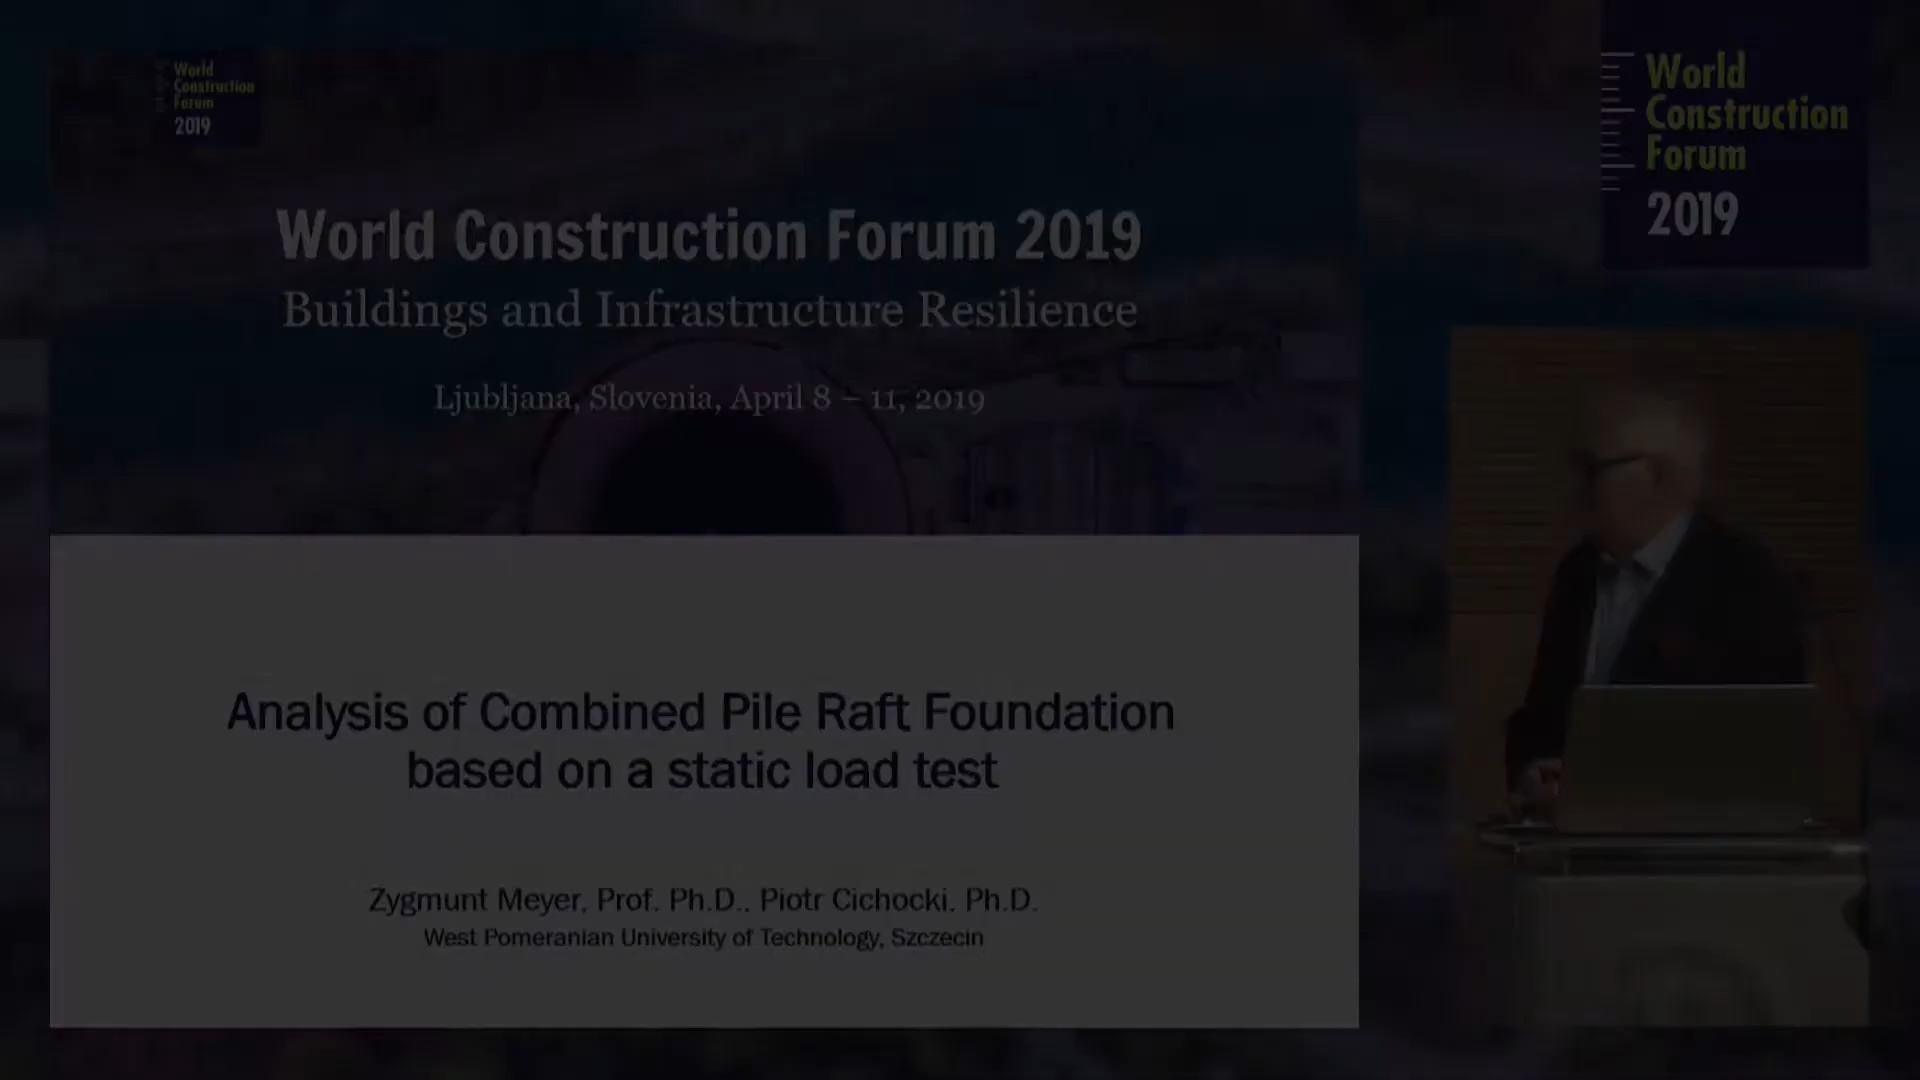 World
Construction
Forum
2019
World Construction Forum 2019
Buildings and Infrastructure Resilience
Ljubljana, Slovenia, April 8 – 11, 2019
Analysis of Combined Pile Raft Foundation
based on a static load test
Zygmunt Meyer, Prof. Ph.D., Piotr Cichocki, Ph.D.
West Pomeranian University of Technology, Szczecin
World
Construction
Forum
2019